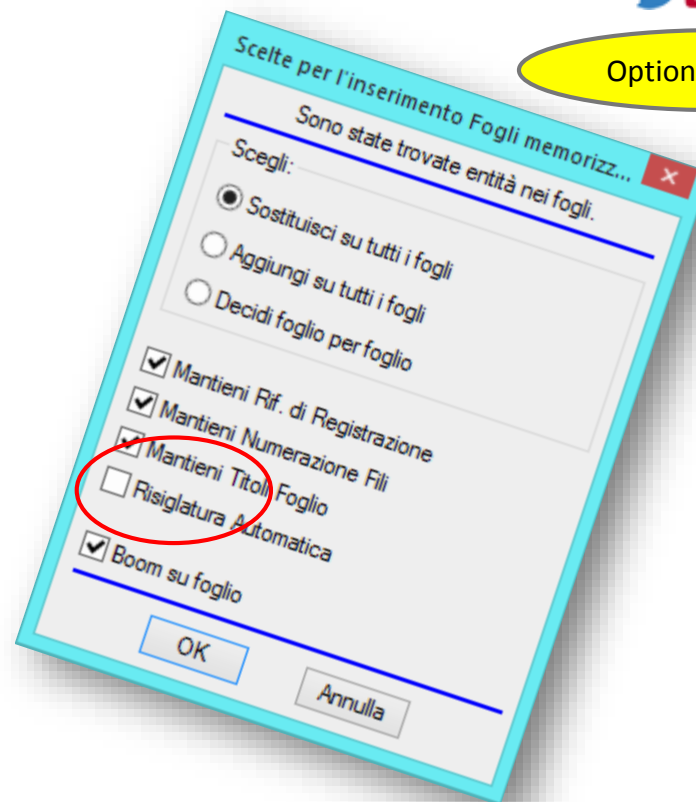 Option
Scelte per l'inserimento Fogli memorizz...
Sono state trovate entità nei fogli.
Scegli:
Sostituisci su tutti i fogli
Aggiungi su tutti i fogli
Decidi foglio per foglio
Mantieni Rif. di Registrazione
Mantieni Numerazione Fili
Mantieni Titoli Foglio
Risiglatura Automatica
Boom su foglio
OK
Annulla